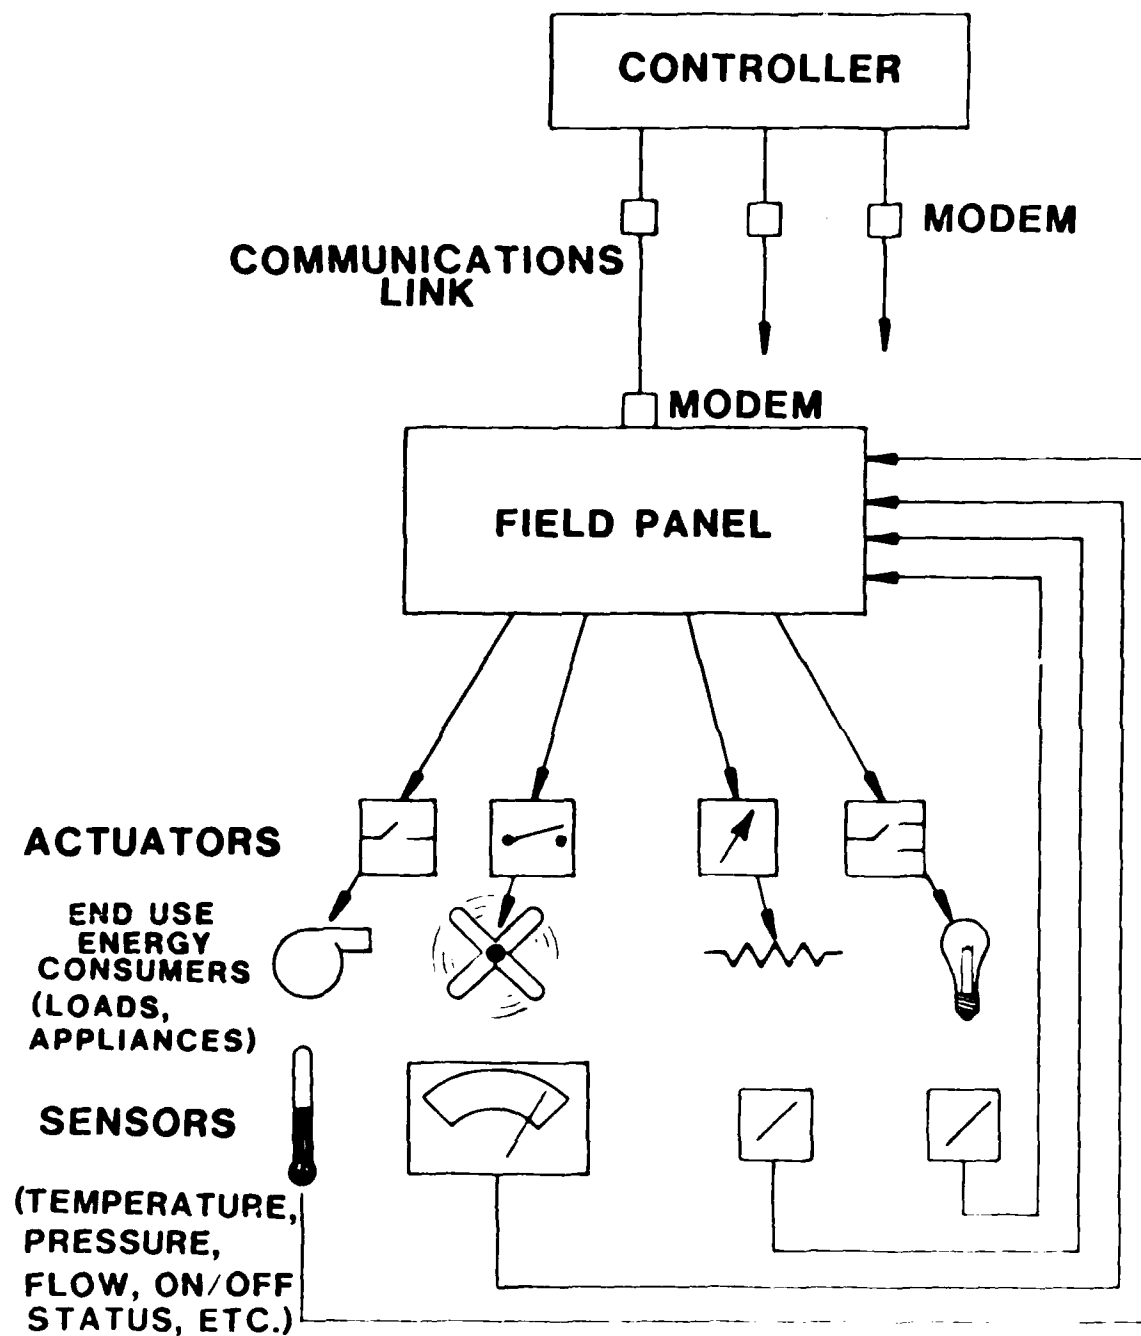 CONTROLLER
MODEM
COMMUNICATIONS
LINK
MODEM
FIELD PANEL
ACTUATORS
END USE
ENERGY
CONSUMERS
(LOADS,
APPLIANCES)
SENSORS
(TEMPERATURE,
PRESSURE,
FLOW, ON/OFF
STATUS, ETC.)